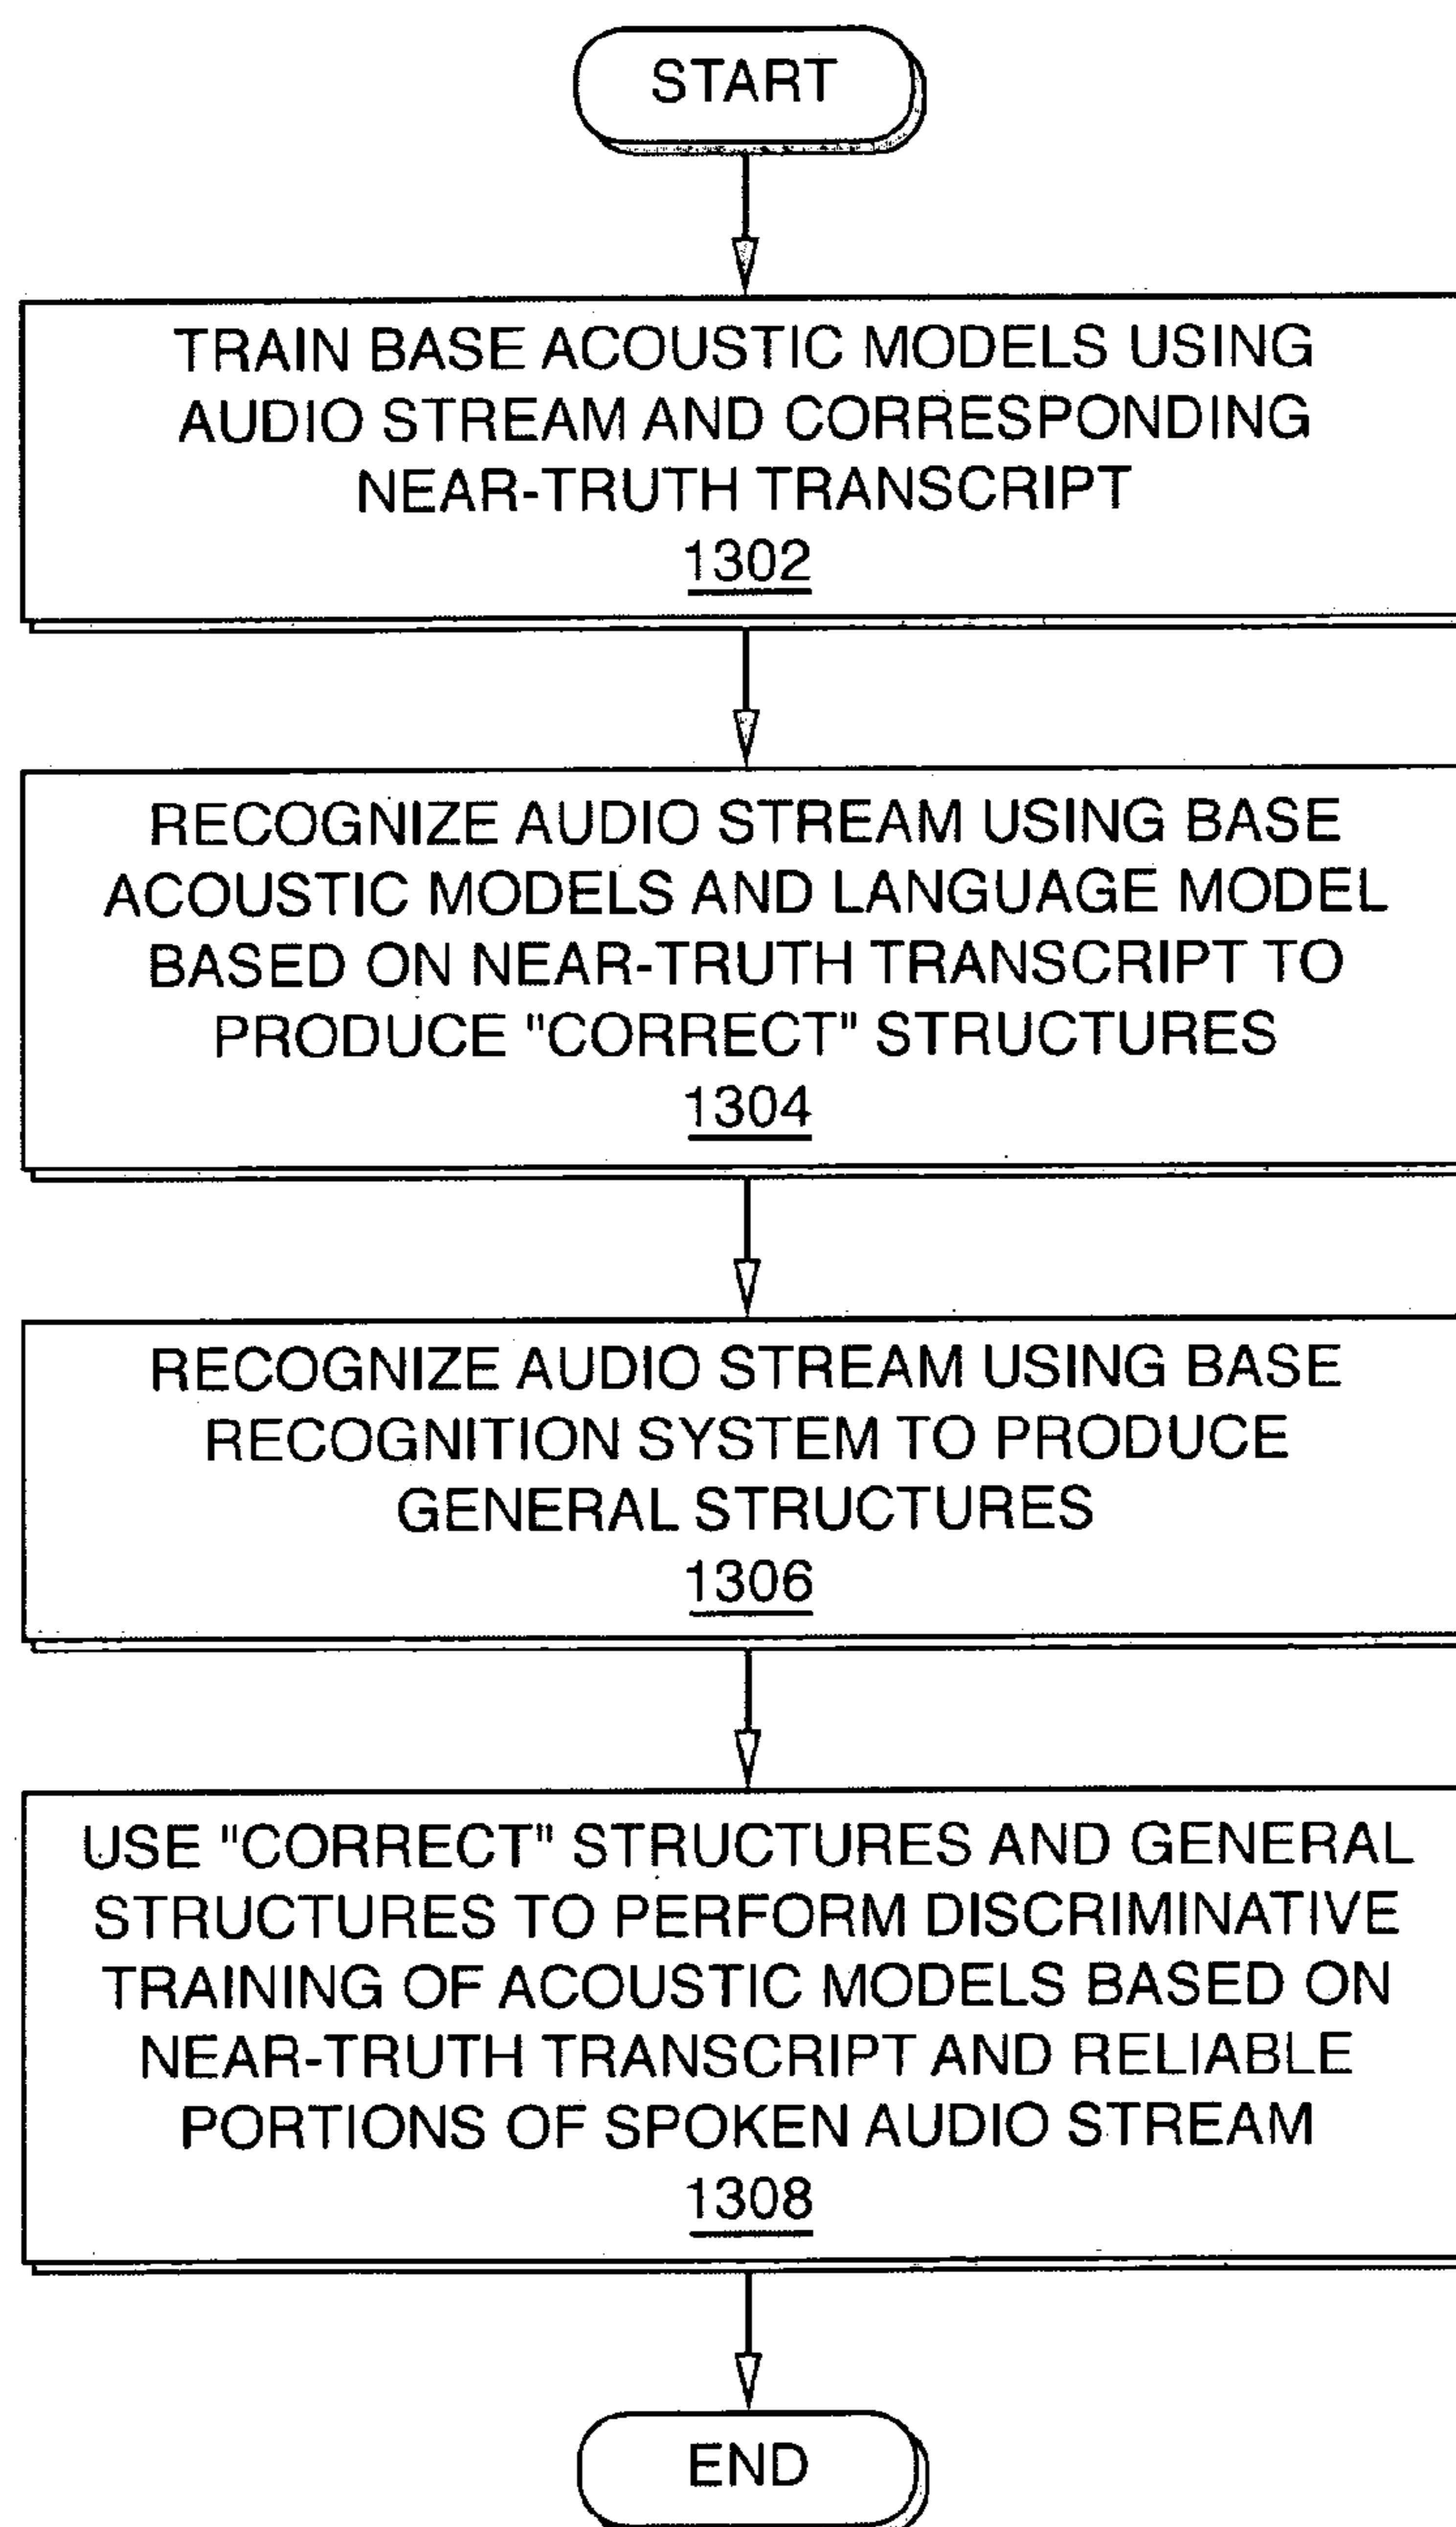 START
TRAIN BASE ACOUSTIC MODELS USING
AUDIO STREAM AND CORRESPONDING
NEAR-TRUTH TRANSCRIPT
1302
RECOGNIZE AUDIO STREAM USING BASE
ACOUSTIC MODELS AND LANGUAGE MODEL
BASED ON NEAR-TRUTH TRANSCRIPT TO
PRODUCE "CORRECT" STRUCTURES
1304
RECOGNIZE AUDIO STREAM USING BASE
RECOGNITION SYSTEM TO PRODUCE
GENERAL STRUCTURES
1306
USE "CORRECT" STRUCTURES AND GENERAL
STRUCTURES TO PERFORM DISCRIMINATIVE
TRAINING OF ACOUSTIC MODELS BASED ON
NEAR-TRUTH TRANSCRIPT AND RELIABLE
PORTIONS OF SPOKEN AUDIO STREAM
1308
END